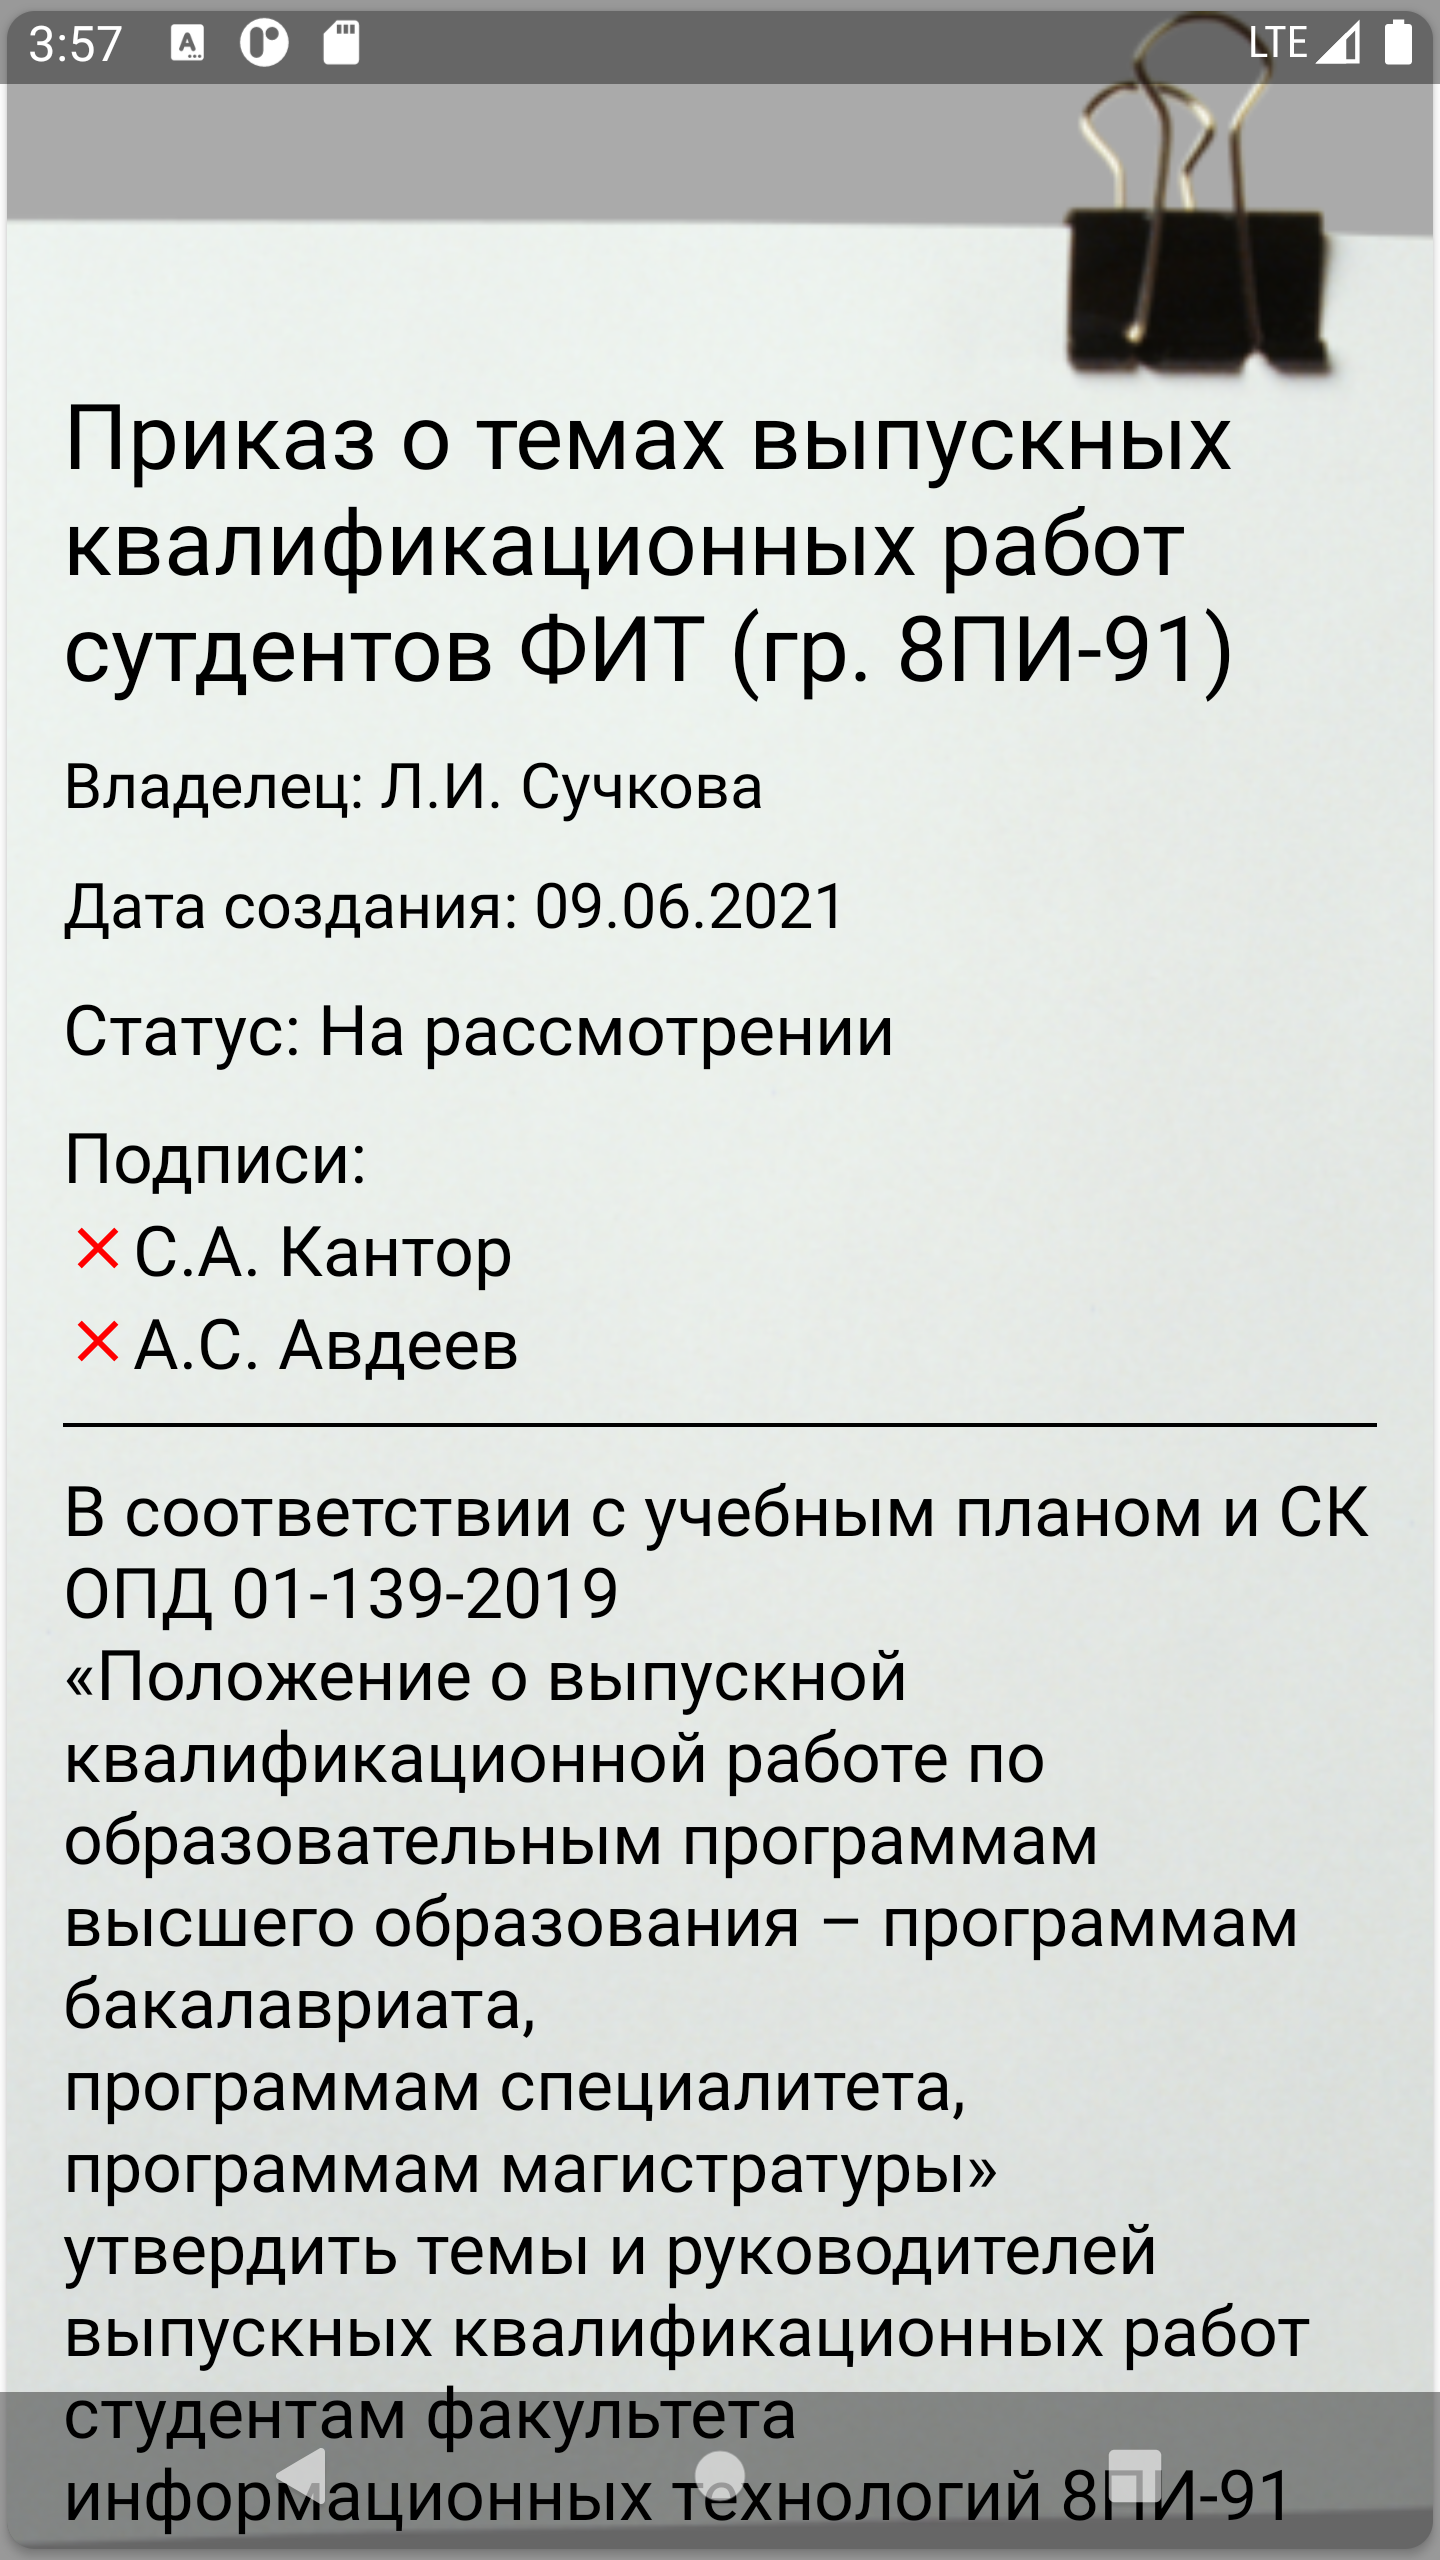 3:57
LTE
Приказ о темах выпускных
квалификационных работ
сутдентов ФИТ (гр. 8ПИ-91)
Владелец: Л.И. Сучкова
Дата создания: 09.06.2021
Статус: На рассмотрении
Подписи:
С.А. Кантор
А.С. Авдеев
В соответствии с учебным планом и СК
ОПД 01-139-2019
«Положение о выпускной
квалификационной работе по
образовательным программам
высшего образования – программам
бакалавриата,
программам специалитета,
программам магистратуры»
утвердить темы и руководителей
выпускных квалификационных работ
студентам факультета
информационных технологий 8ПИ-91